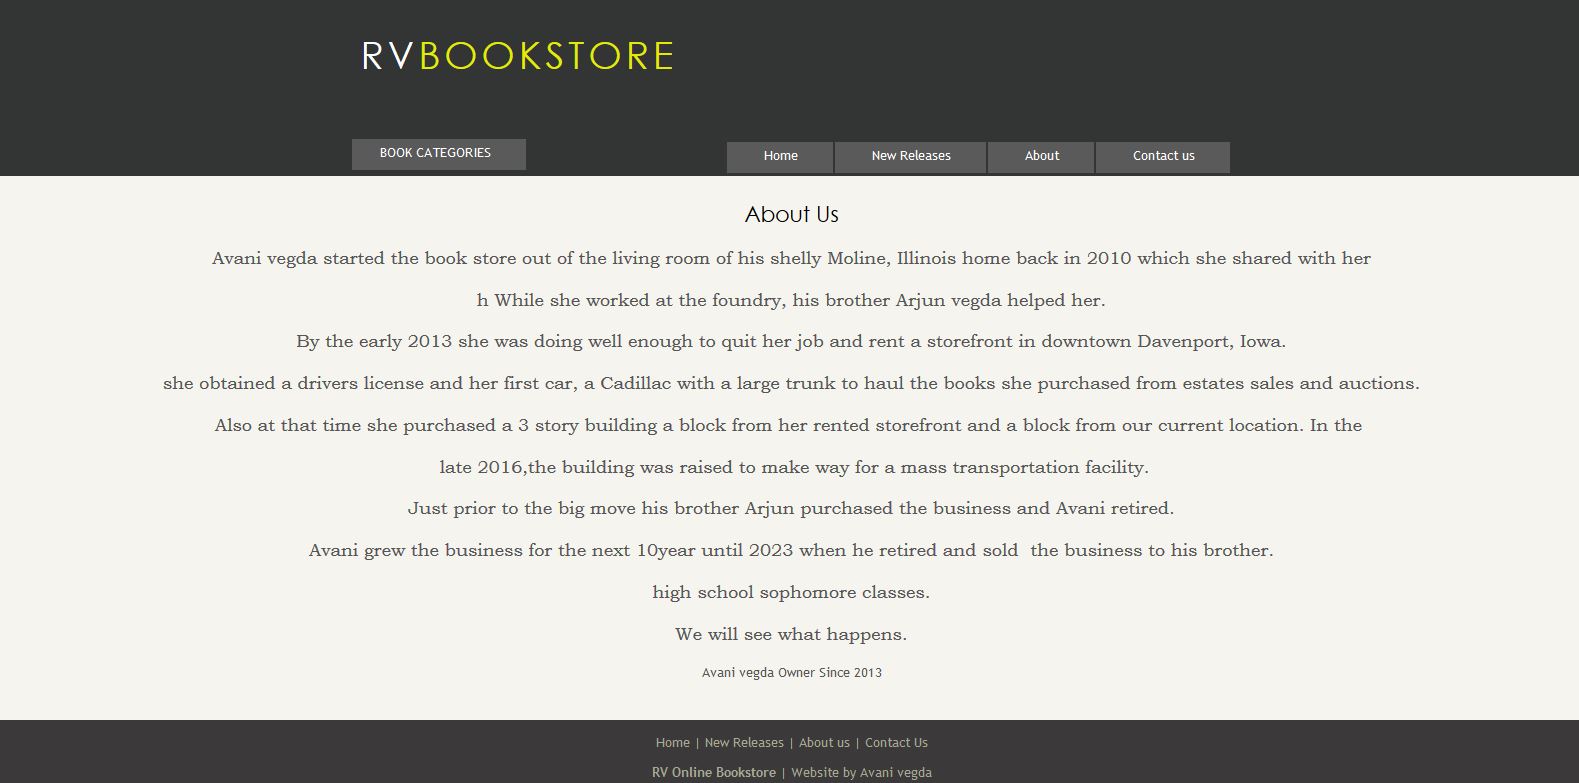 RVBOOKSTORE
BOOK CATEGORIES
Home New Releases About Contact us
About Us
Avani vegda started the book store out of the living room of his shelly Moline, Illinois home back in 2010 which she shared with her
h While she worked at the foundry, his brother Arjun vegda helped her.
By the early 2013 she was doing well enough to quit her job and rent a storefront in downtown Davenport, Iowa.
she obtained a drivers license and her first car, a Cadillac with a large trunk to haul the books she purchased from estates sales and auctions.
Also at that time she purchased a 3 story building a block from her rented storefront and a block from our current location. In the
late 2016,the building was raised to make way for a mass transportation facility.
Just prior to the big move his brother Arjun purchased the business and Avani retired.
Avani grew the business for the next 10year until 2023 when he retired and sold  the business to his brother.
high school sophomore classes.
We will see what happens.
Avani vegda Owner Since 2013
Home | New Releases | About us | Contact Us
RV Online Bookstore | Website by Avani vegda